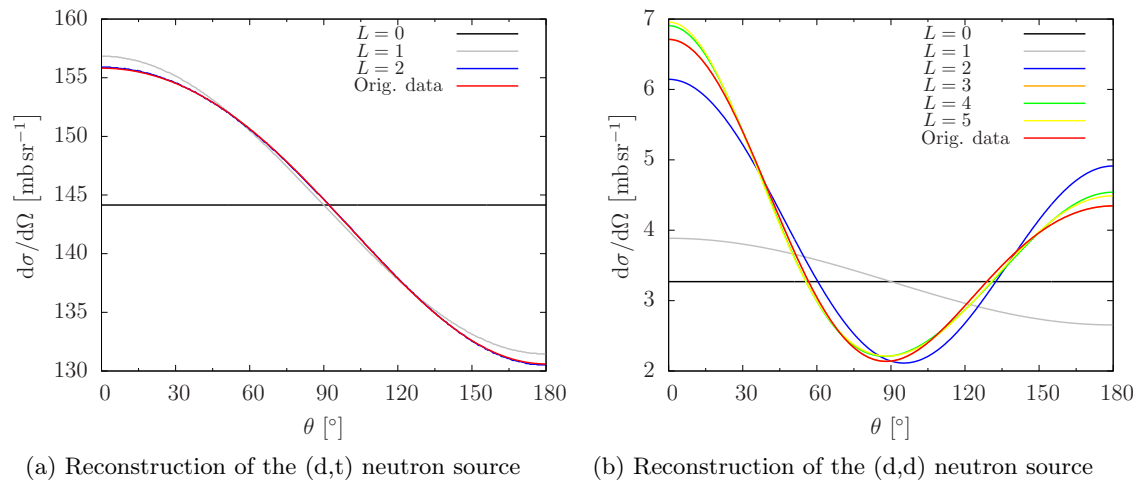 160
155
150
145
140
135
130
0
30
60
90
120
150
180
dσ/dΩ [mb sr⁻¹]
θ [°]
L = 0
L = 1
L = 2
Orig. data
(a) Reconstruction of the (d,t) neutron source
7
6
5
4
3
2
0
30
60
90
120
150
180
dσ/dΩ [mb sr⁻¹]
θ [°]
L = 0
L = 1
L = 2
L = 3
L = 4
L = 5
Orig. data
(b) Reconstruction of the (d,d) neutron source